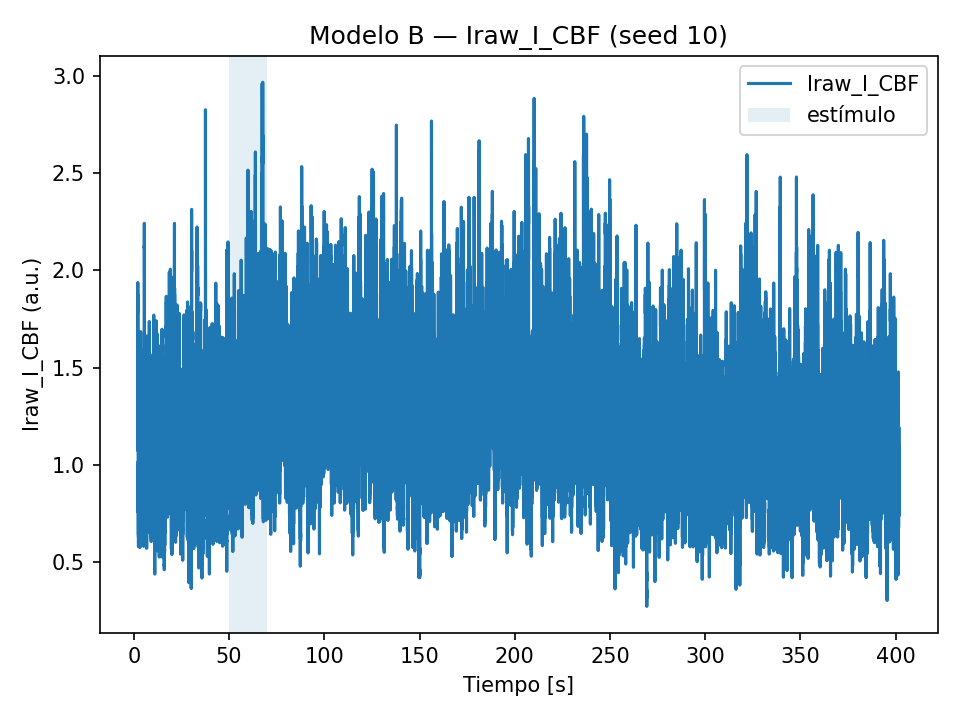 Modelo B — Iraw_I_CBF (seed 10)
Iraw_I_CBF
estímulo
Iraw_I_CBF (a.u.)
3.0
2.5
2.0
1.5
1.0
0.5
0 50 100 150 200 250 300 350 400
Tiempo [s]